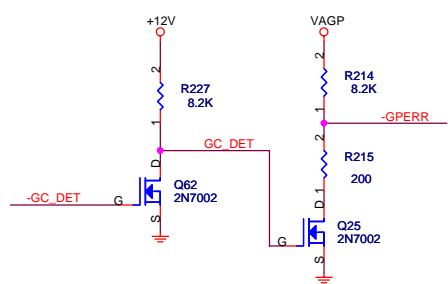 +12V
VAGP
2
R227
8.2K
1
2
R214
8.2K
1
-GPERR
GC_DET
2
R215
200
1
D
-GC_DET
G
Q62
2N7002
S
D
G
Q25
2N7002
S